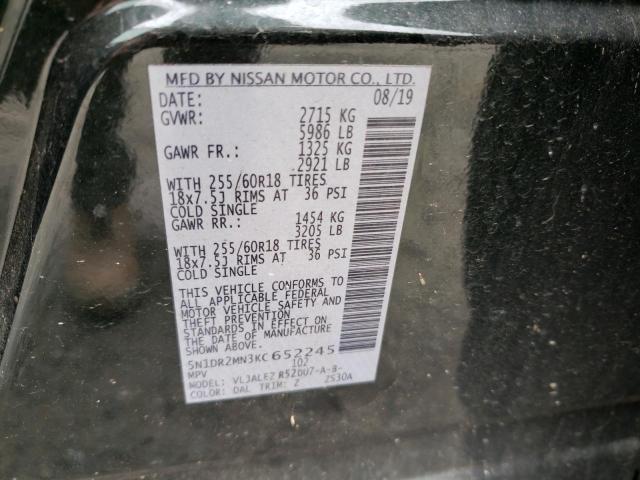 MFD BY NISSAN MOTOR CO., LTD.
DATE: 08/19
GVWR: 2715 KG
5986 LB
GAWR FR.: 1325 KG
2921 LB
WITH 255/60R18 TIRES
18x7.5J RIMS AT 36 PSI
COLD SINGLE
GAWR RR.: 1454 KG
3205 LB
WITH 255/60R18 TIRES
18x7.5J RIMS AT 36 PSI
COLD SINGLE
THIS VEHICLE CONFORMS TO
ALL APPLICABLE FEDERAL
MOTOR VEHICLE SAFETY AND
THEFT PREVENTION
STANDARDS IN EFFECT ON
THE DATE OF MANUFACTURE
SHOWN ABOVE.
5N1DR2MN3KC652245
MPV 102
MODEL: R52DU7-A-B-
COLOR: DAL TRIM: Z 2S30A